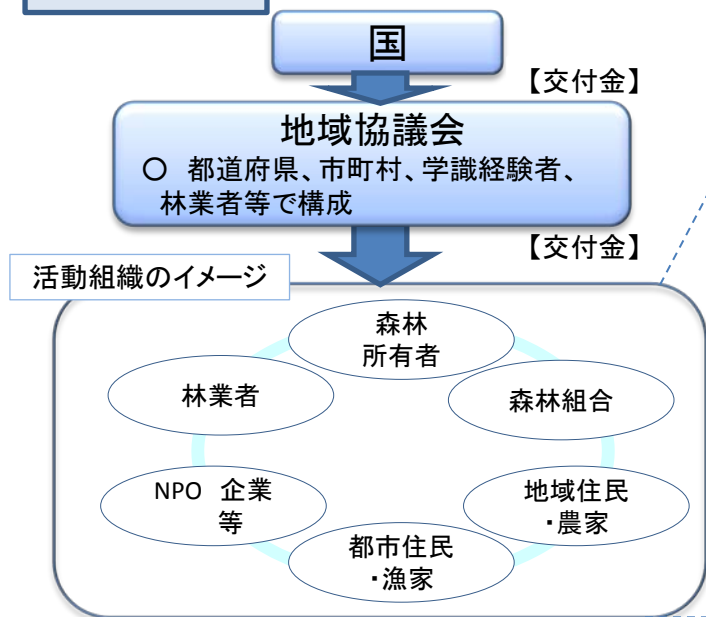 国
【交付金】
地域協議会
○ 都道府県、市町村、学識経験者、
林業者等で構成
【交付金】
活動組織のイメージ
森林
所有者
林業者
森林組合
NPO 企業
等
地域住民
・農家
都市住民
・漁家